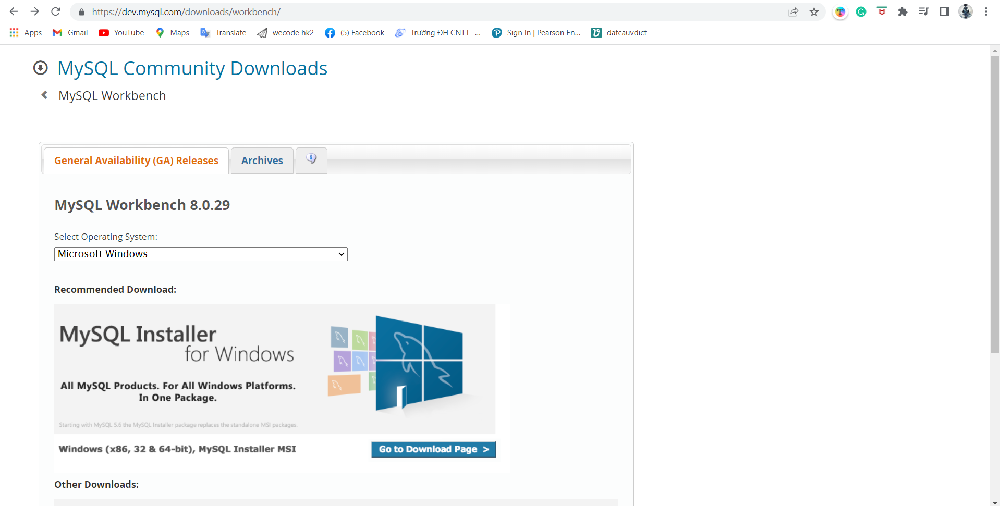 https://dev.mysql.com/downloads/workbench/
Apps Gmail YouTube Maps Translate wecode hk2 (5) Facebook Trường ĐH CNTT -... Sign In | Pearson En... datcauvdict
MySQL Community Downloads
MySQL Workbench
General Availability (GA) Releases Archives
MySQL Workbench 8.0.29
Select Operating System:
Microsoft Windows
Recommended Download:
MySQL Installer
for Windows
All MySQL Products. For All Windows Platforms.
In One Package.
Starting with MySQL 5.6 the MySQL Installer package replaces the standalone MSI packages.
Windows (x86, 32 & 64-bit), MySQL Installer MSI Go to Download Page >
Other Downloads: